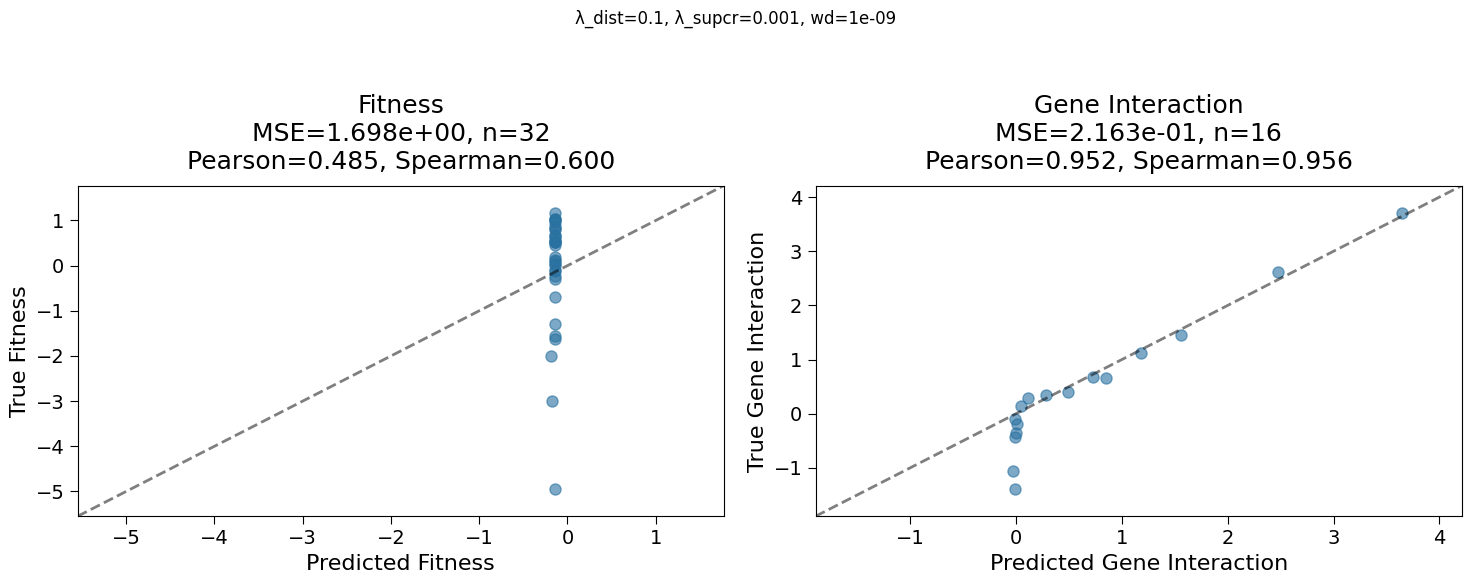 λ_dist=0.1, λ_supcr=0.001, wd=1e-09
Fitness
MSE=1.698e+00, n=32
Pearson=0.485, Spearman=0.600
True Fitness
1
0
−1
−2
−3
−4
−5
−5
−4
−3
−2
−1
0
1
Predicted Fitness
Gene Interaction
MSE=2.163e-01, n=16
Pearson=0.952, Spearman=0.956
True Gene Interaction
4
3
2
1
0
−1
−1
0
1
2
3
4
Predicted Gene Interaction